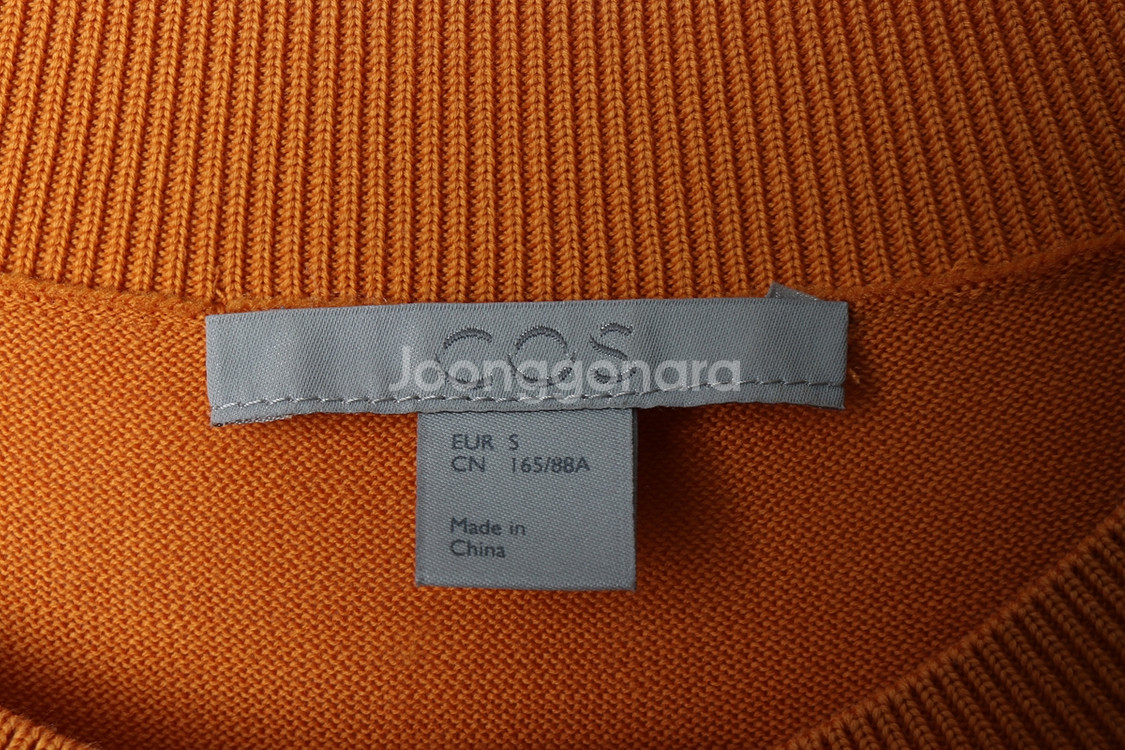 COS
Joonggonara
EUR S
CN 165/88A
Made in
China